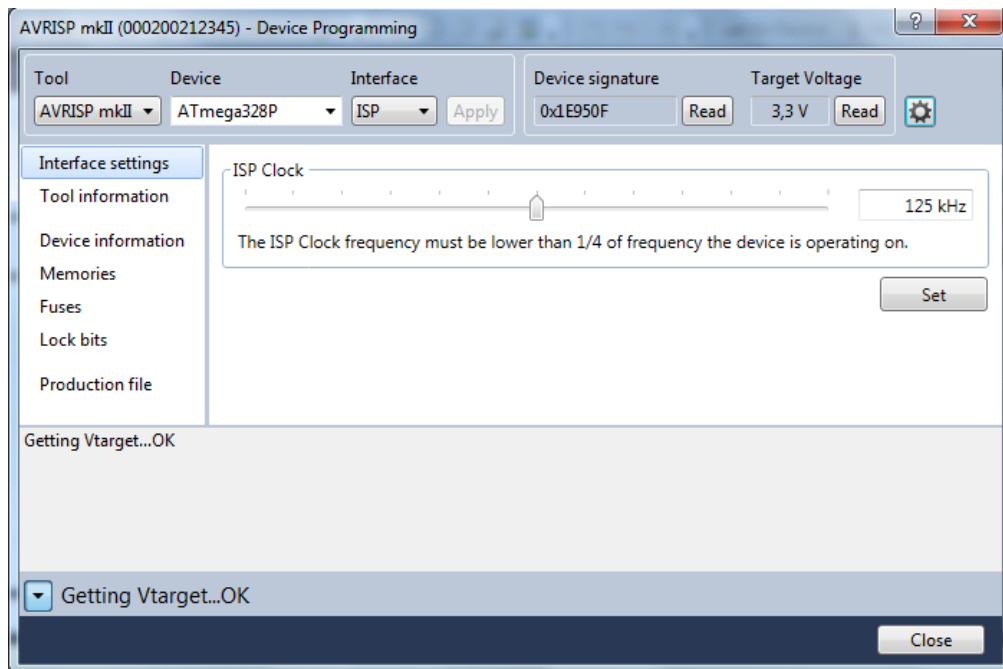 AVRISP mkII (000200212345) - Device Programming
?
X
Tool Device Interface Device signature Target Voltage
AVRISP mkII ATmega328P ISP Apply 0x1E950F Read 3,3 V Read
Interface settings
Tool information
Device information
Memories
Fuses
Lock bits
Production file
ISP Clock
125 kHz
The ISP Clock frequency must be lower than 1/4 of frequency the device is operating on.
Set
Getting Vtarget...OK
Getting Vtarget...OK
Close